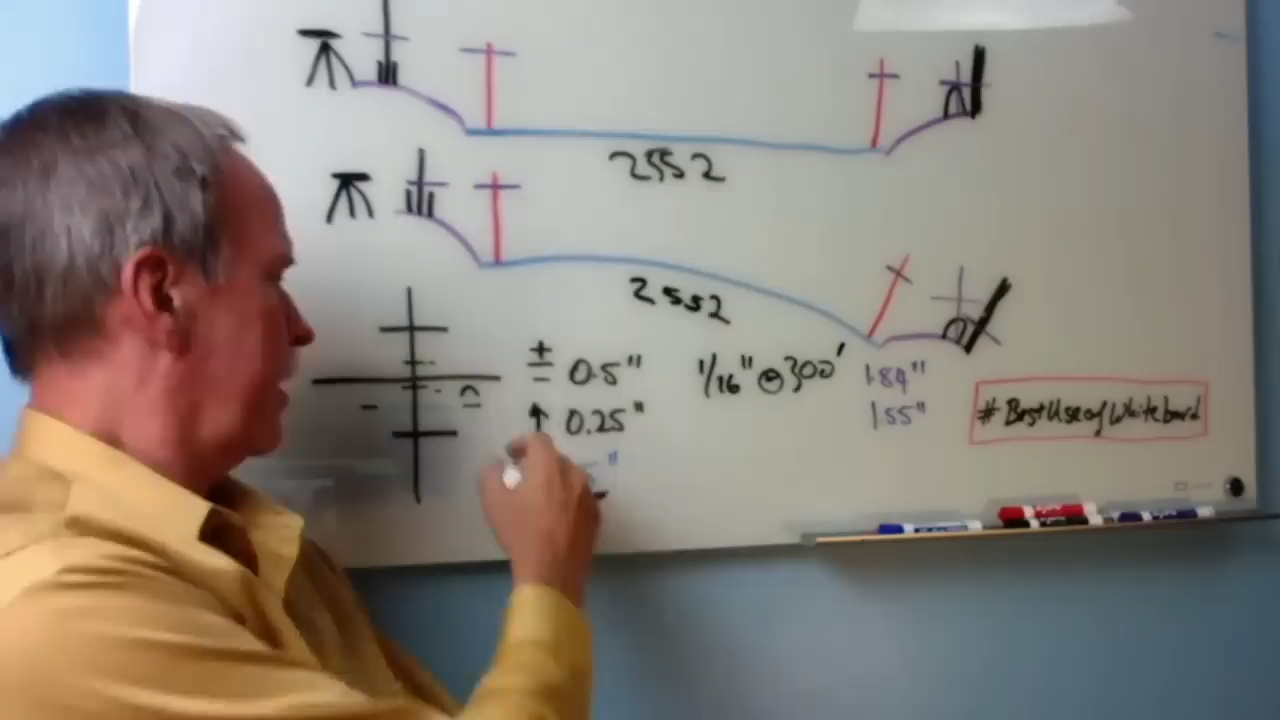 2552
2552
± 0.5" 1/16" @ 300' 1.84"
↑ 0.25" 1.55"
#BestUseofWhiteboard